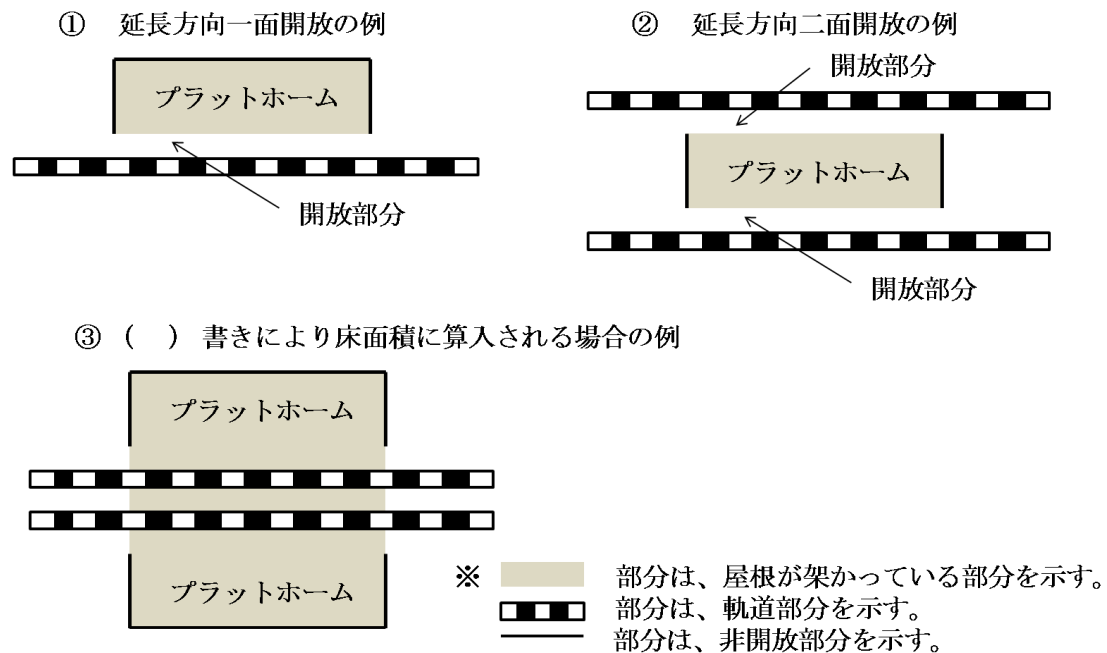 ① 延長方向一面開放の例
プラットホーム
開放部分
② 延長方向二面開放の例
開放部分
プラットホーム
開放部分
③ ( ) 書きにより床面積に算入される場合の例
プラットホーム
プラットホーム
※ 部分は、屋根が架かっている部分を示す。
部分は、軌道部分を示す。
部分は、非開放部分を示す。